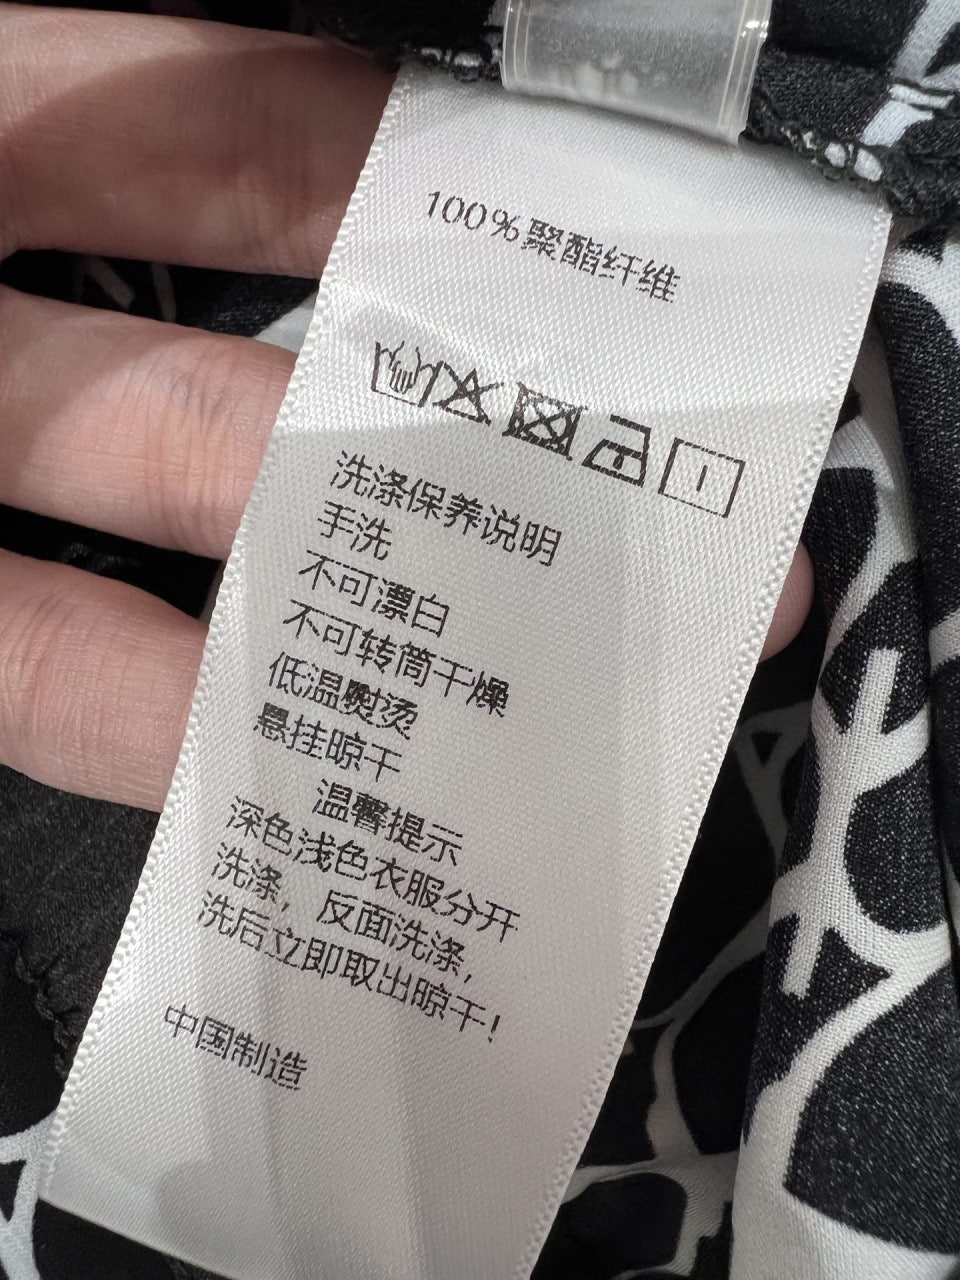 100%聚酯纤维
洗涤保养说明
手洗
不可漂白
不可转筒干燥
低温熨烫
悬挂晾干
温馨提示
深色浅色衣服分开
洗涤，反面洗涤，
洗后立即取出晾干！
中国制造